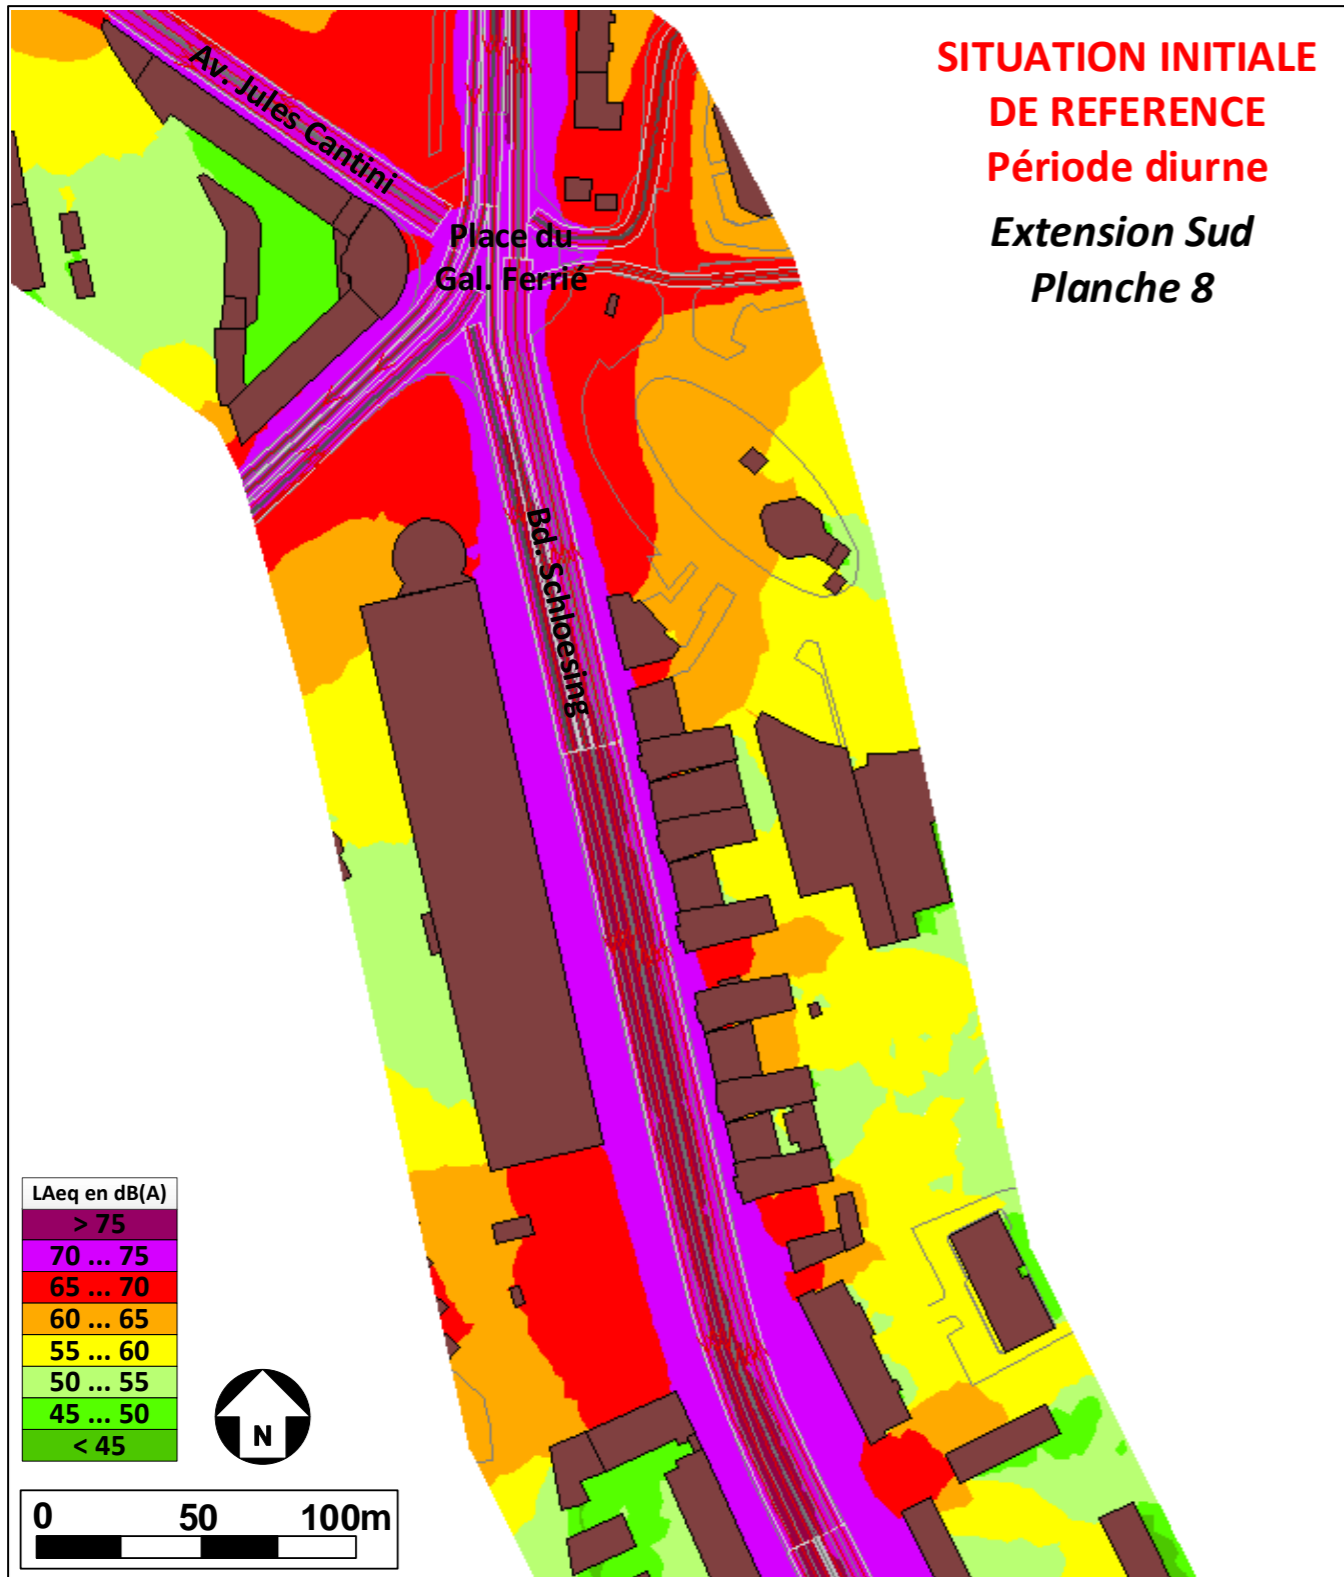 SITUATION INITIALE
DE REFERENCE
Période diurne
Extension Sud
Planche 8
Av. Jules Cantini
Place du
Gal. Ferrié
Bd. Schloesing
LAeq en dB(A)
> 75
70 ... 75
65 ... 70
60 ... 65
55 ... 60
50 ... 55
45 ... 50
< 45
N
0 50 100m